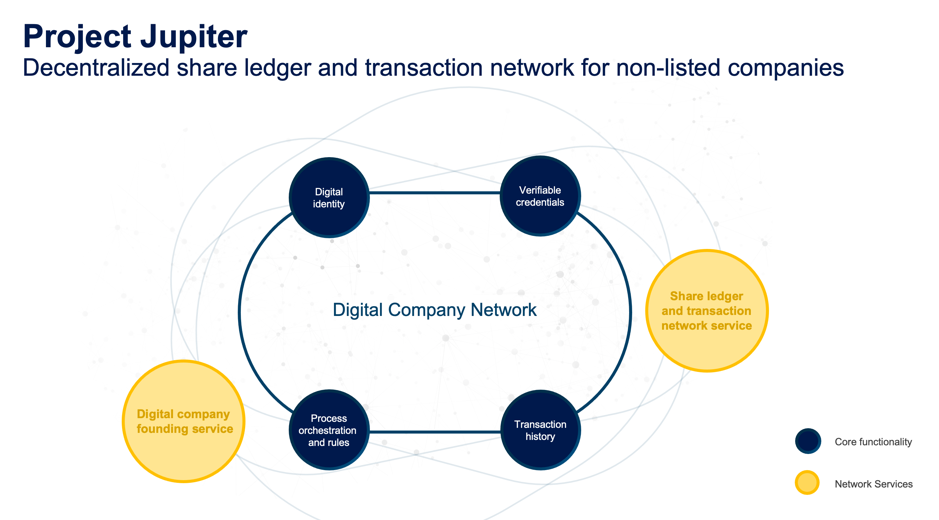 Project Jupiter
Decentralized share ledger and transaction network for non-listed companies
Digital
identity
Verifiable
credentials
Share ledger
and transaction
network service
Digital Company Network
Digital company
founding service
Process
orchestration
and rules
Transaction
history
Core functionality
Network Services